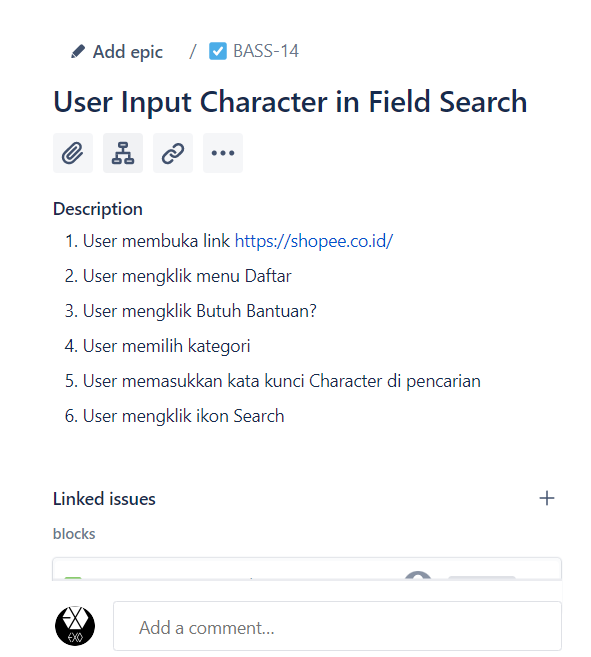 Add epic / BASS-14
User Input Character in Field Search
Description
1. User membuka link https://shopee.co.id/
2. User mengklik menu Daftar
3. User mengklik Butuh Bantuan?
4. User memilih kategori
5. User memasukkan kata kunci Character di pencarian
6. User mengklik ikon Search
Linked issues
blocks
EXO
Add a comment...